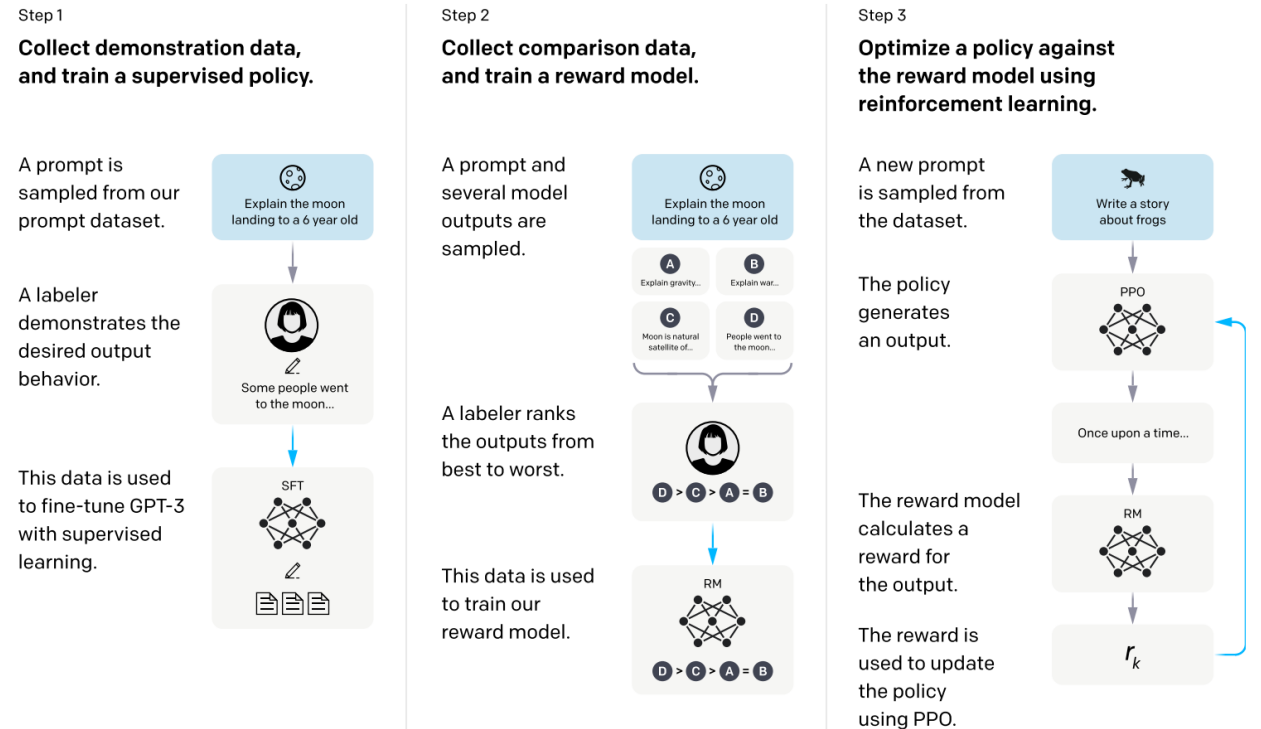 Step 1
Collect demonstration data,
and train a supervised policy.
A prompt is
sampled from our
prompt dataset.
Explain the moon
landing to a 6 year old
A labeler
demonstrates the
desired output
behavior.
Some people went
to the moon...
This data is used
to fine-tune GPT-3
with supervised
learning.
SFT
Step 2
Collect comparison data,
and train a reward model.
A prompt and
several model
outputs are
sampled.
Explain the moon
landing to a 6 year old
A
Explain gravity...
B
Explain war...
C
Moon is natural
satellite of...
D
People went to
the moon...
A labeler ranks
the outputs from
best to worst.
D > C > A = B
This data is used
to train our
reward model.
RM
D > C > A = B
Step 3
Optimize a policy against
the reward model using
reinforcement learning.
A new prompt
is sampled from
the dataset.
Write a story
about frogs
The policy
generates
an output.
PPO
Once upon a time...
The reward model
calculates a
reward for
the output.
RM
The reward is
used to update
the policy
using PPO.
rk